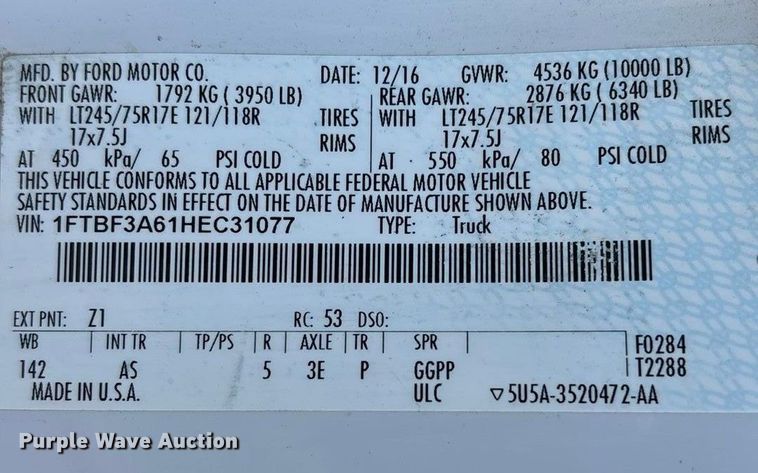 MFD. BY FORD MOTOR CO. DATE: 12/16 GVWR: 4536 KG (10000 LB)
FRONT GAWR: 1792 KG ( 3950 LB) REAR GAWR: 2876 KG ( 6340 LB)
WITH LT245/75R17E 121/118R TIRES WITH LT245/75R17E 121/118R TIRES
17x7.5J RIMS 17x7.5J RIMS
AT 450 kPa/ 65 PSI COLD AT 550 kPa/ 80 PSI COLD
THIS VEHICLE CONFORMS TO ALL APPLICABLE FEDERAL MOTOR VEHICLE
SAFETY STANDARDS IN EFFECT ON THE DATE OF MANUFACTURE SHOWN ABOVE.
VIN: 1FTBF3A61HEC31077 TYPE: Truck
EXT PNT: Z1 RC: 53 DSO:
WB INT TR TP/PS R AXLE TR SPR F0284
142 AS 5 3E P GGPP T2288
MADE IN U.S.A. ULC ▽5U5A-3520472-AA
Purple Wave Auction